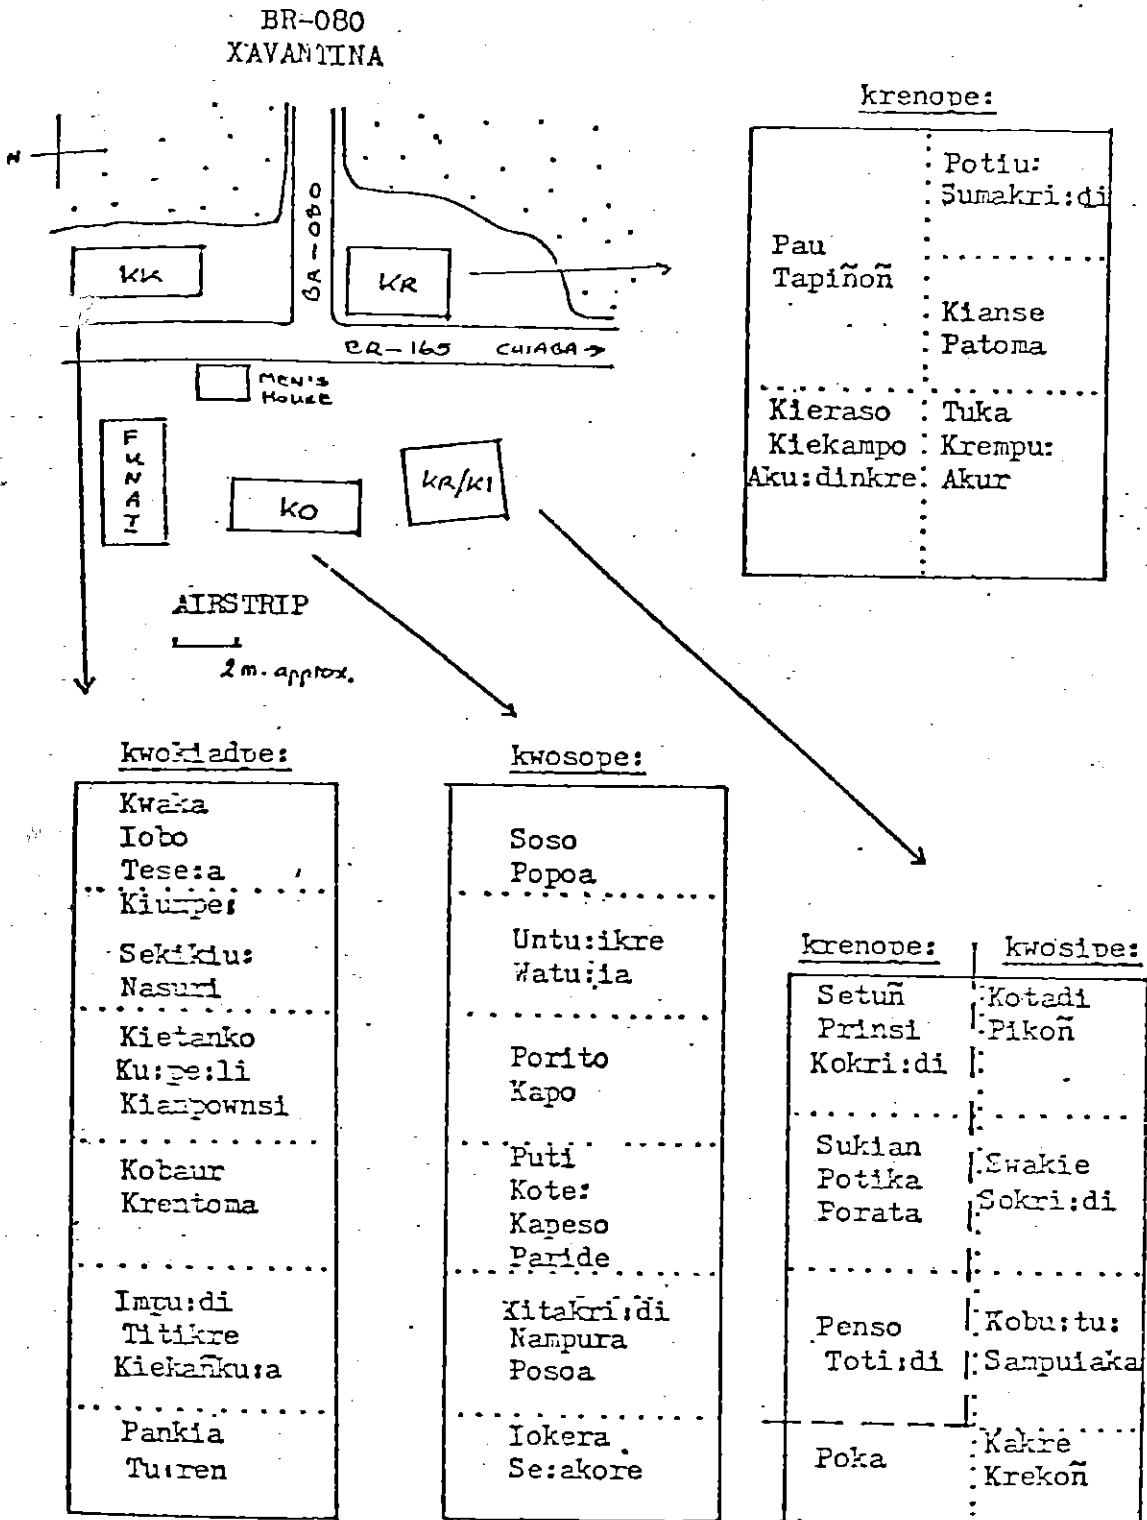 BR-080
XAVANTINA
N
BR-080
KK
KR
BR-165 CUIABA →
MEN'S
HOUSE
FUNAI
KO
KR/KI
AIRSTRIP
2 m. approx.
krenope:
Potiu:
Sumakri:di
Pau
Tapiñoñ
Kianse
Patoma
Kieraso
Kiekampo
Aku:dinkre
Tuka
Krempu:
Akur
kwokiadpe:
Kwaka
Iobo
Tese:a
Kiumpe:
Sekikiu:
Nasuri
Kietanko
Ku:pe:li
Kiampownsi
Kobaur
Krentoma
Impu:di
Titikre
Kiekañku:a
Pankia
Tu:ren
kwosope:
Soso
Popoa
Untu:ikre
Watu:ia
Porito
Kapo
Puti
Kote:
Kapeso
Paride
Kitakri:di
Nampura
Posoa
Iokera
Se:akore
krenope:
Setuñ
Prinsi
Kokri:di
Sukian
Potika
Porata
Penso
Toti:di
Poka
kwosipe:
Kotadi
Pikoñ
Swakie
Sokri:di
Kobu:tu:
Sampuiaka
Kakre
Krekoñ